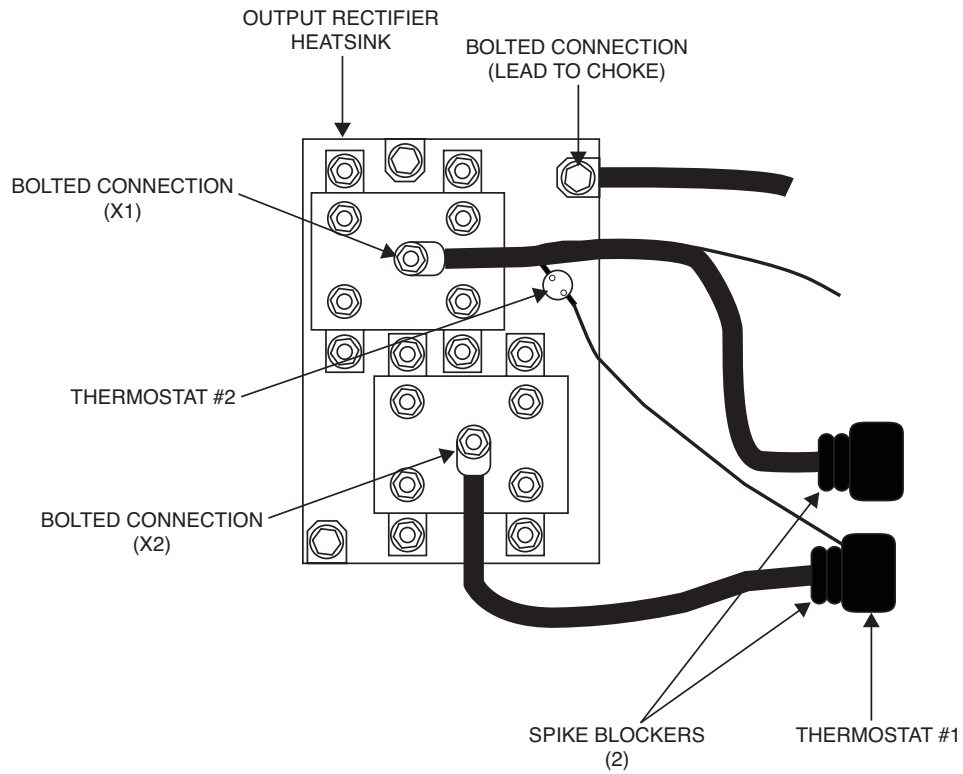 OUTPUT RECTIFIER
HEATSINK
BOLTED CONNECTION
(LEAD TO CHOKE)
BOLTED CONNECTION
(X1)
THERMOSTAT #2
BOLTED CONNECTION
(X2)
SPIKE BLOCKERS
(2)
THERMOSTAT #1